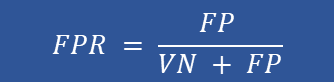 FPR = FP / VN + FP